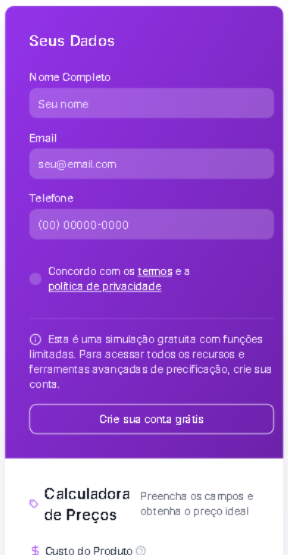 Seus Dados
Nome Completo
Seu nome
Email
seu@email.com
Telefone
(00) 00000-0000
Concordo com os termos e a
política de privacidade
Esta é uma simulação gratuita com funções
limitadas. Para acessar todos os recursos e
ferramentas avançadas de precificação, crie sua
conta.
Crie sua conta grátis
Calculadora
de Preços
Preencha os campos e
obtenha o preço ideal
$ Custo do Produto ?